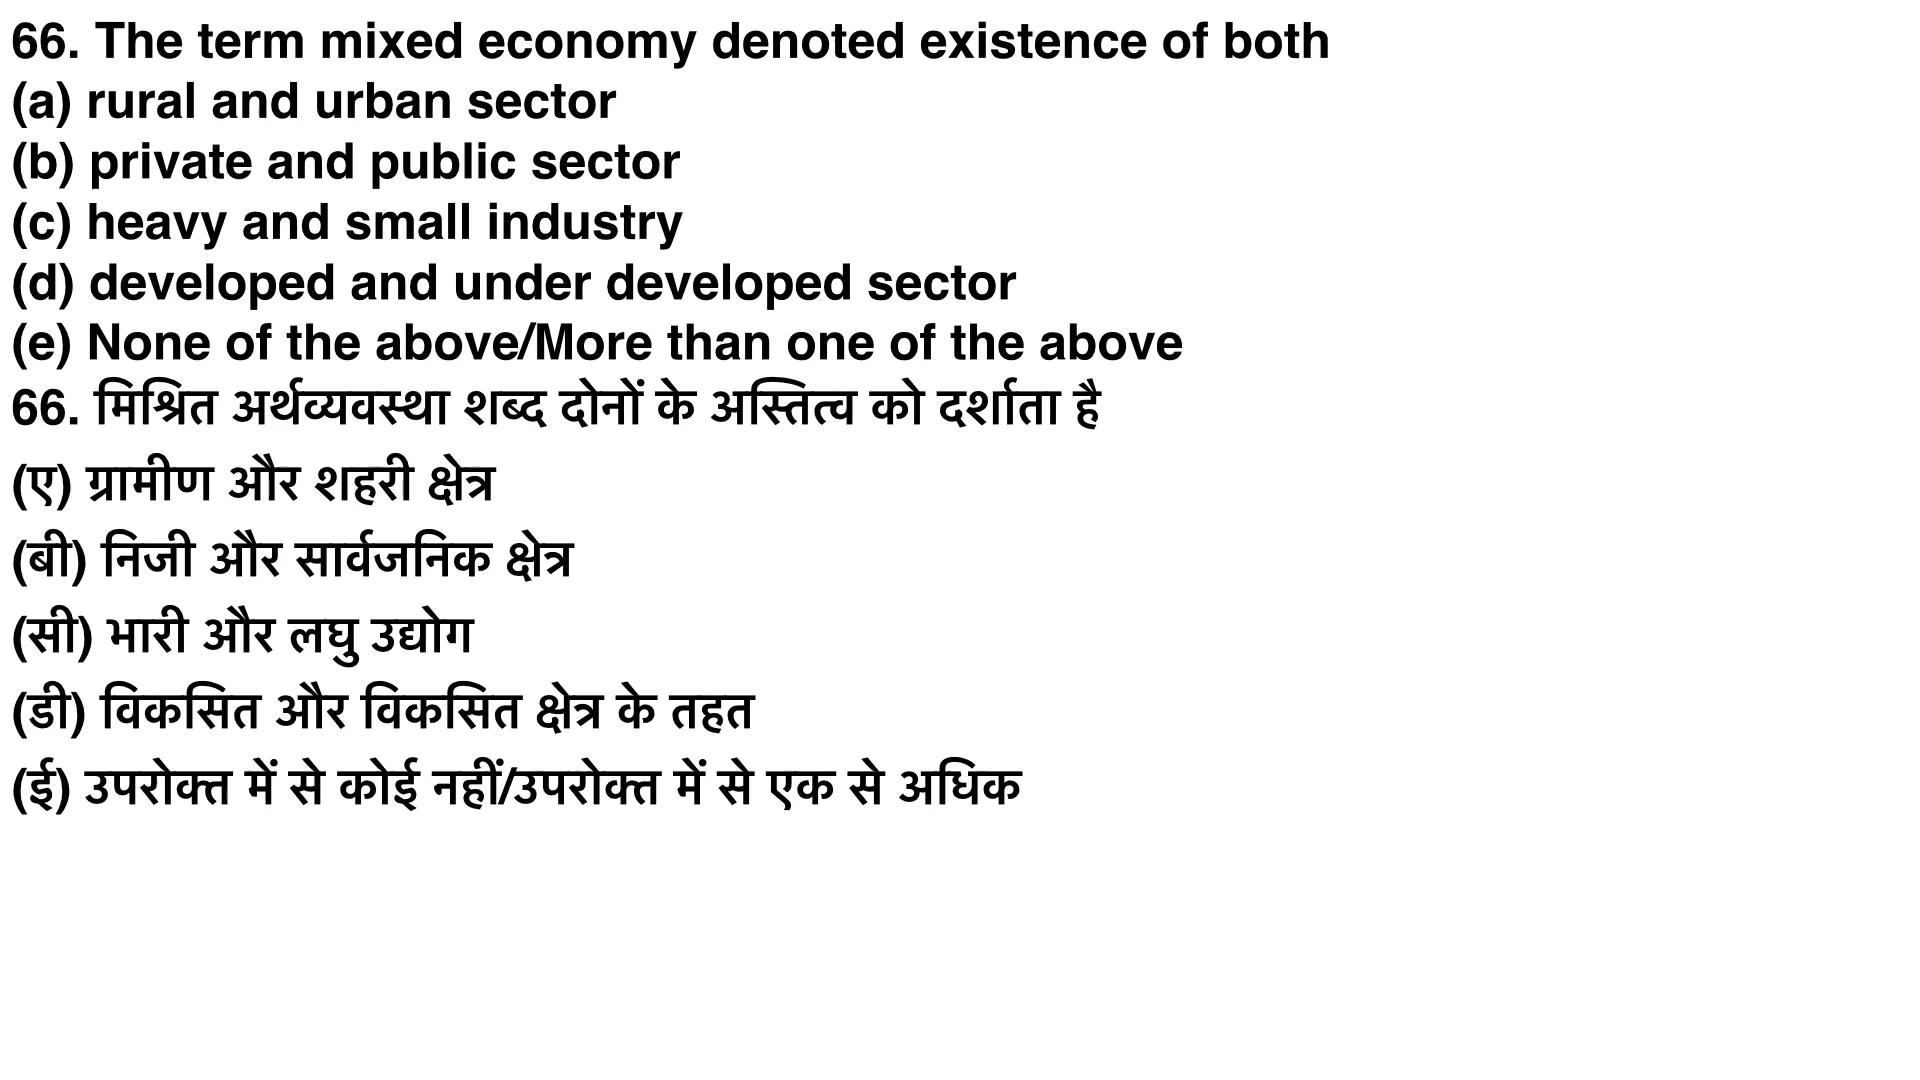 66. The term mixed economy denoted existence of both
(a) rural and urban sector
(b) private and public sector
(c) heavy and small industry
(d) developed and under developed sector
(e) None of the above/More than one of the above
66. मिश्रित अर्थव्यवस्था शब्द दोनों के अस्तित्व को दर्शाता है
(ए) ग्रामीण और शहरी क्षेत्र
(बी) निजी और सार्वजनिक क्षेत्र
(सी) भारी और लघु उद्योग
(डी) विकसित और विकसित क्षेत्र के तहत
(ई) उपरोक्त में से कोई नहीं/उपरोक्त में से एक से अधिक